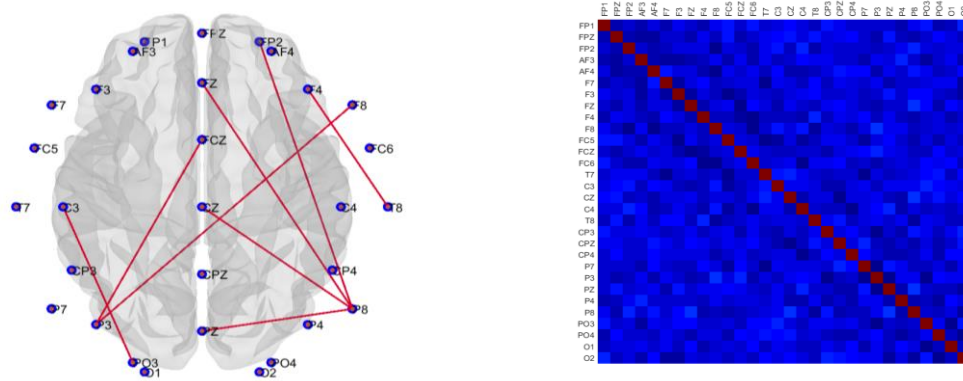 FPZ
FP1 FP2
AF3 AF4
FZ
F3 F4
F7 F8
FCZ
FC5 FC6
T7 C3 CZ C4 T8
CP3 CPZ CP4
P7 P8
P3 P4
PZ
PO3 PO4
O1 O2
FP1
FPZ
FP2
AF3
AF4
F7
F3
FZ
F4
F8
FC5
FCZ
FC6
T7
C3
CZ
C4
T8
CP3
CPZ
CP4
P7
P3
PZ
P4
P8
PO3
PO4
O1
FP1
FPZ
FP2
AF3
AF4
F7
F3
FZ
F4
F8
FC5
FCZ
FC6
T7
C3
CZ
C4
T8
CP3
CPZ
CP4
P7
P3
PZ
P4
P8
PO3
PO4
O1
O2